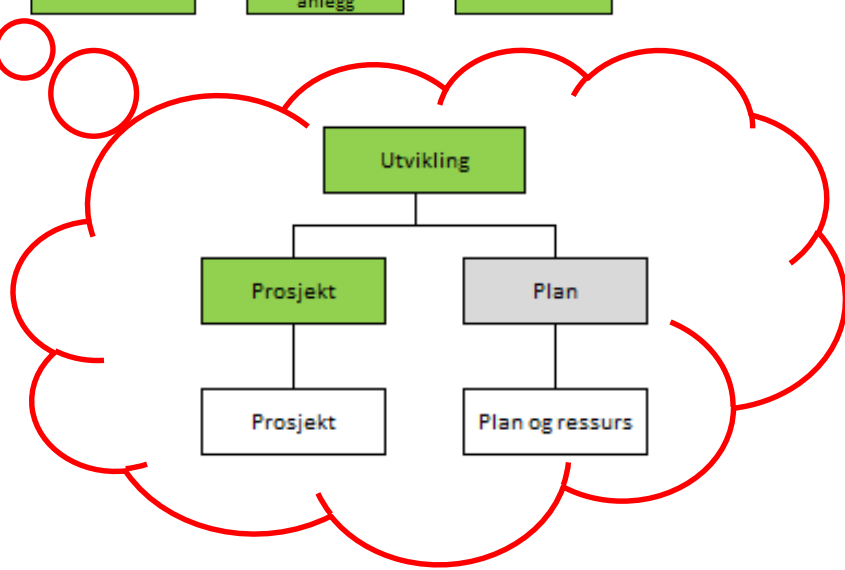 anlegg
Utvikling
Prosjekt
Plan
Prosjekt
Plan og ressurs